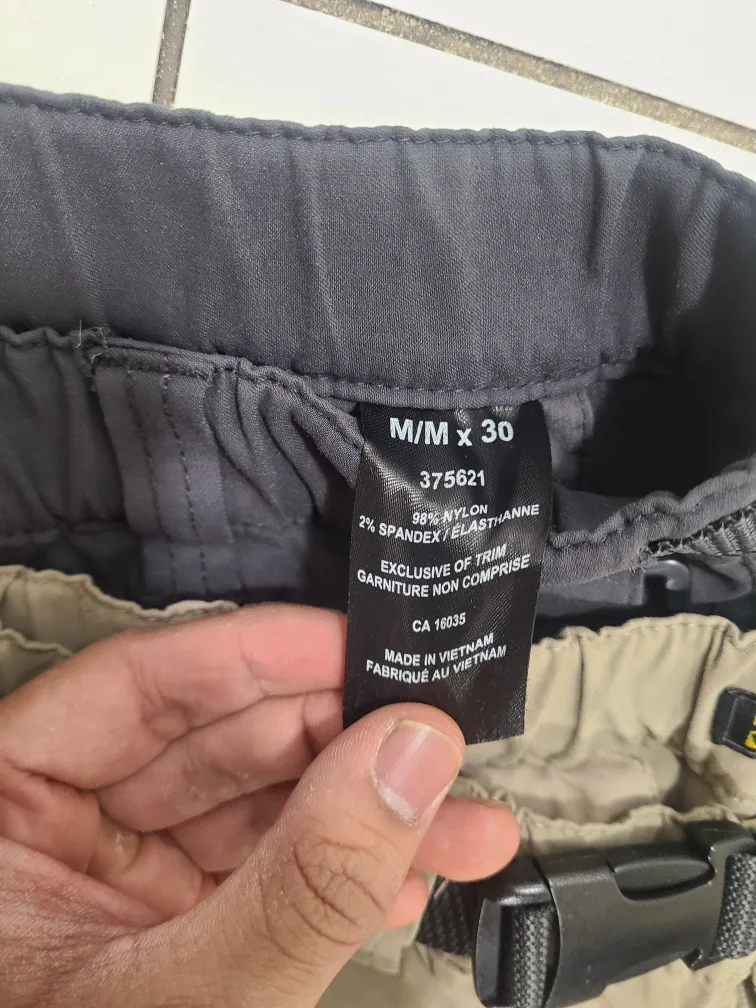 M/M x 30
375621
98% NYLON
2% SPANDEX / ÉLASTHANNE
EXCLUSIVE OF TRIM
GARNITURE NON COMPRISE
CA 16035
MADE IN VIETNAM
FABRIQUÉ AU VIETNAM